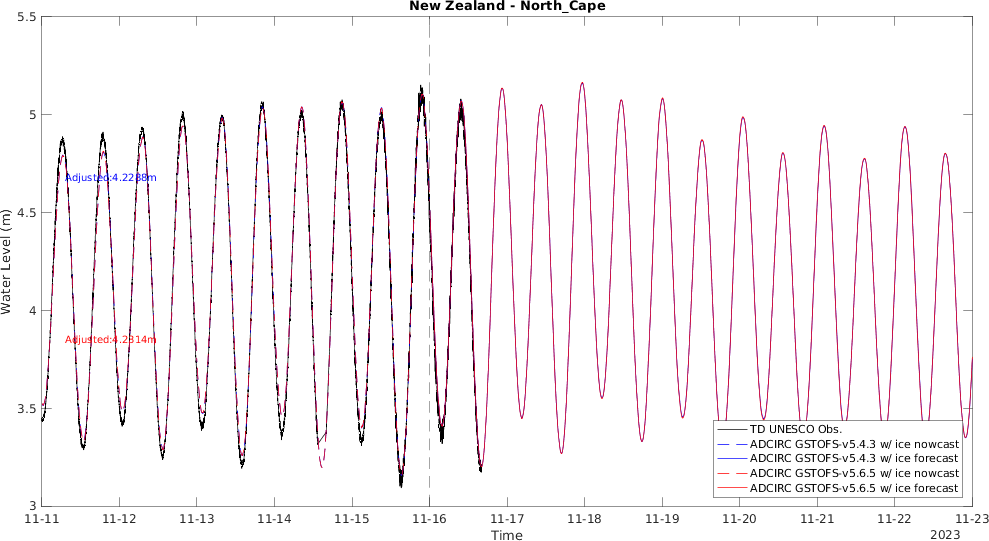 New Zealand - North_Cape
5.5
5
4.5
4
3.5
3
Water Level (m)
Adjusted:4.2288m
Adjusted:4.2314m
TD UNESCO Obs.
ADCIRC GSTOFS-v5.4.3 w/ ice nowcast
ADCIRC GSTOFS-v5.4.3 w/ ice forecast
ADCIRC GSTOFS-v5.6.5 w/ ice nowcast
ADCIRC GSTOFS-v5.6.5 w/ ice forecast
11-11 11-12 11-13 11-14 11-15 11-16 11-17 11-18 11-19 11-20 11-21 11-22 11-23
Time
2023